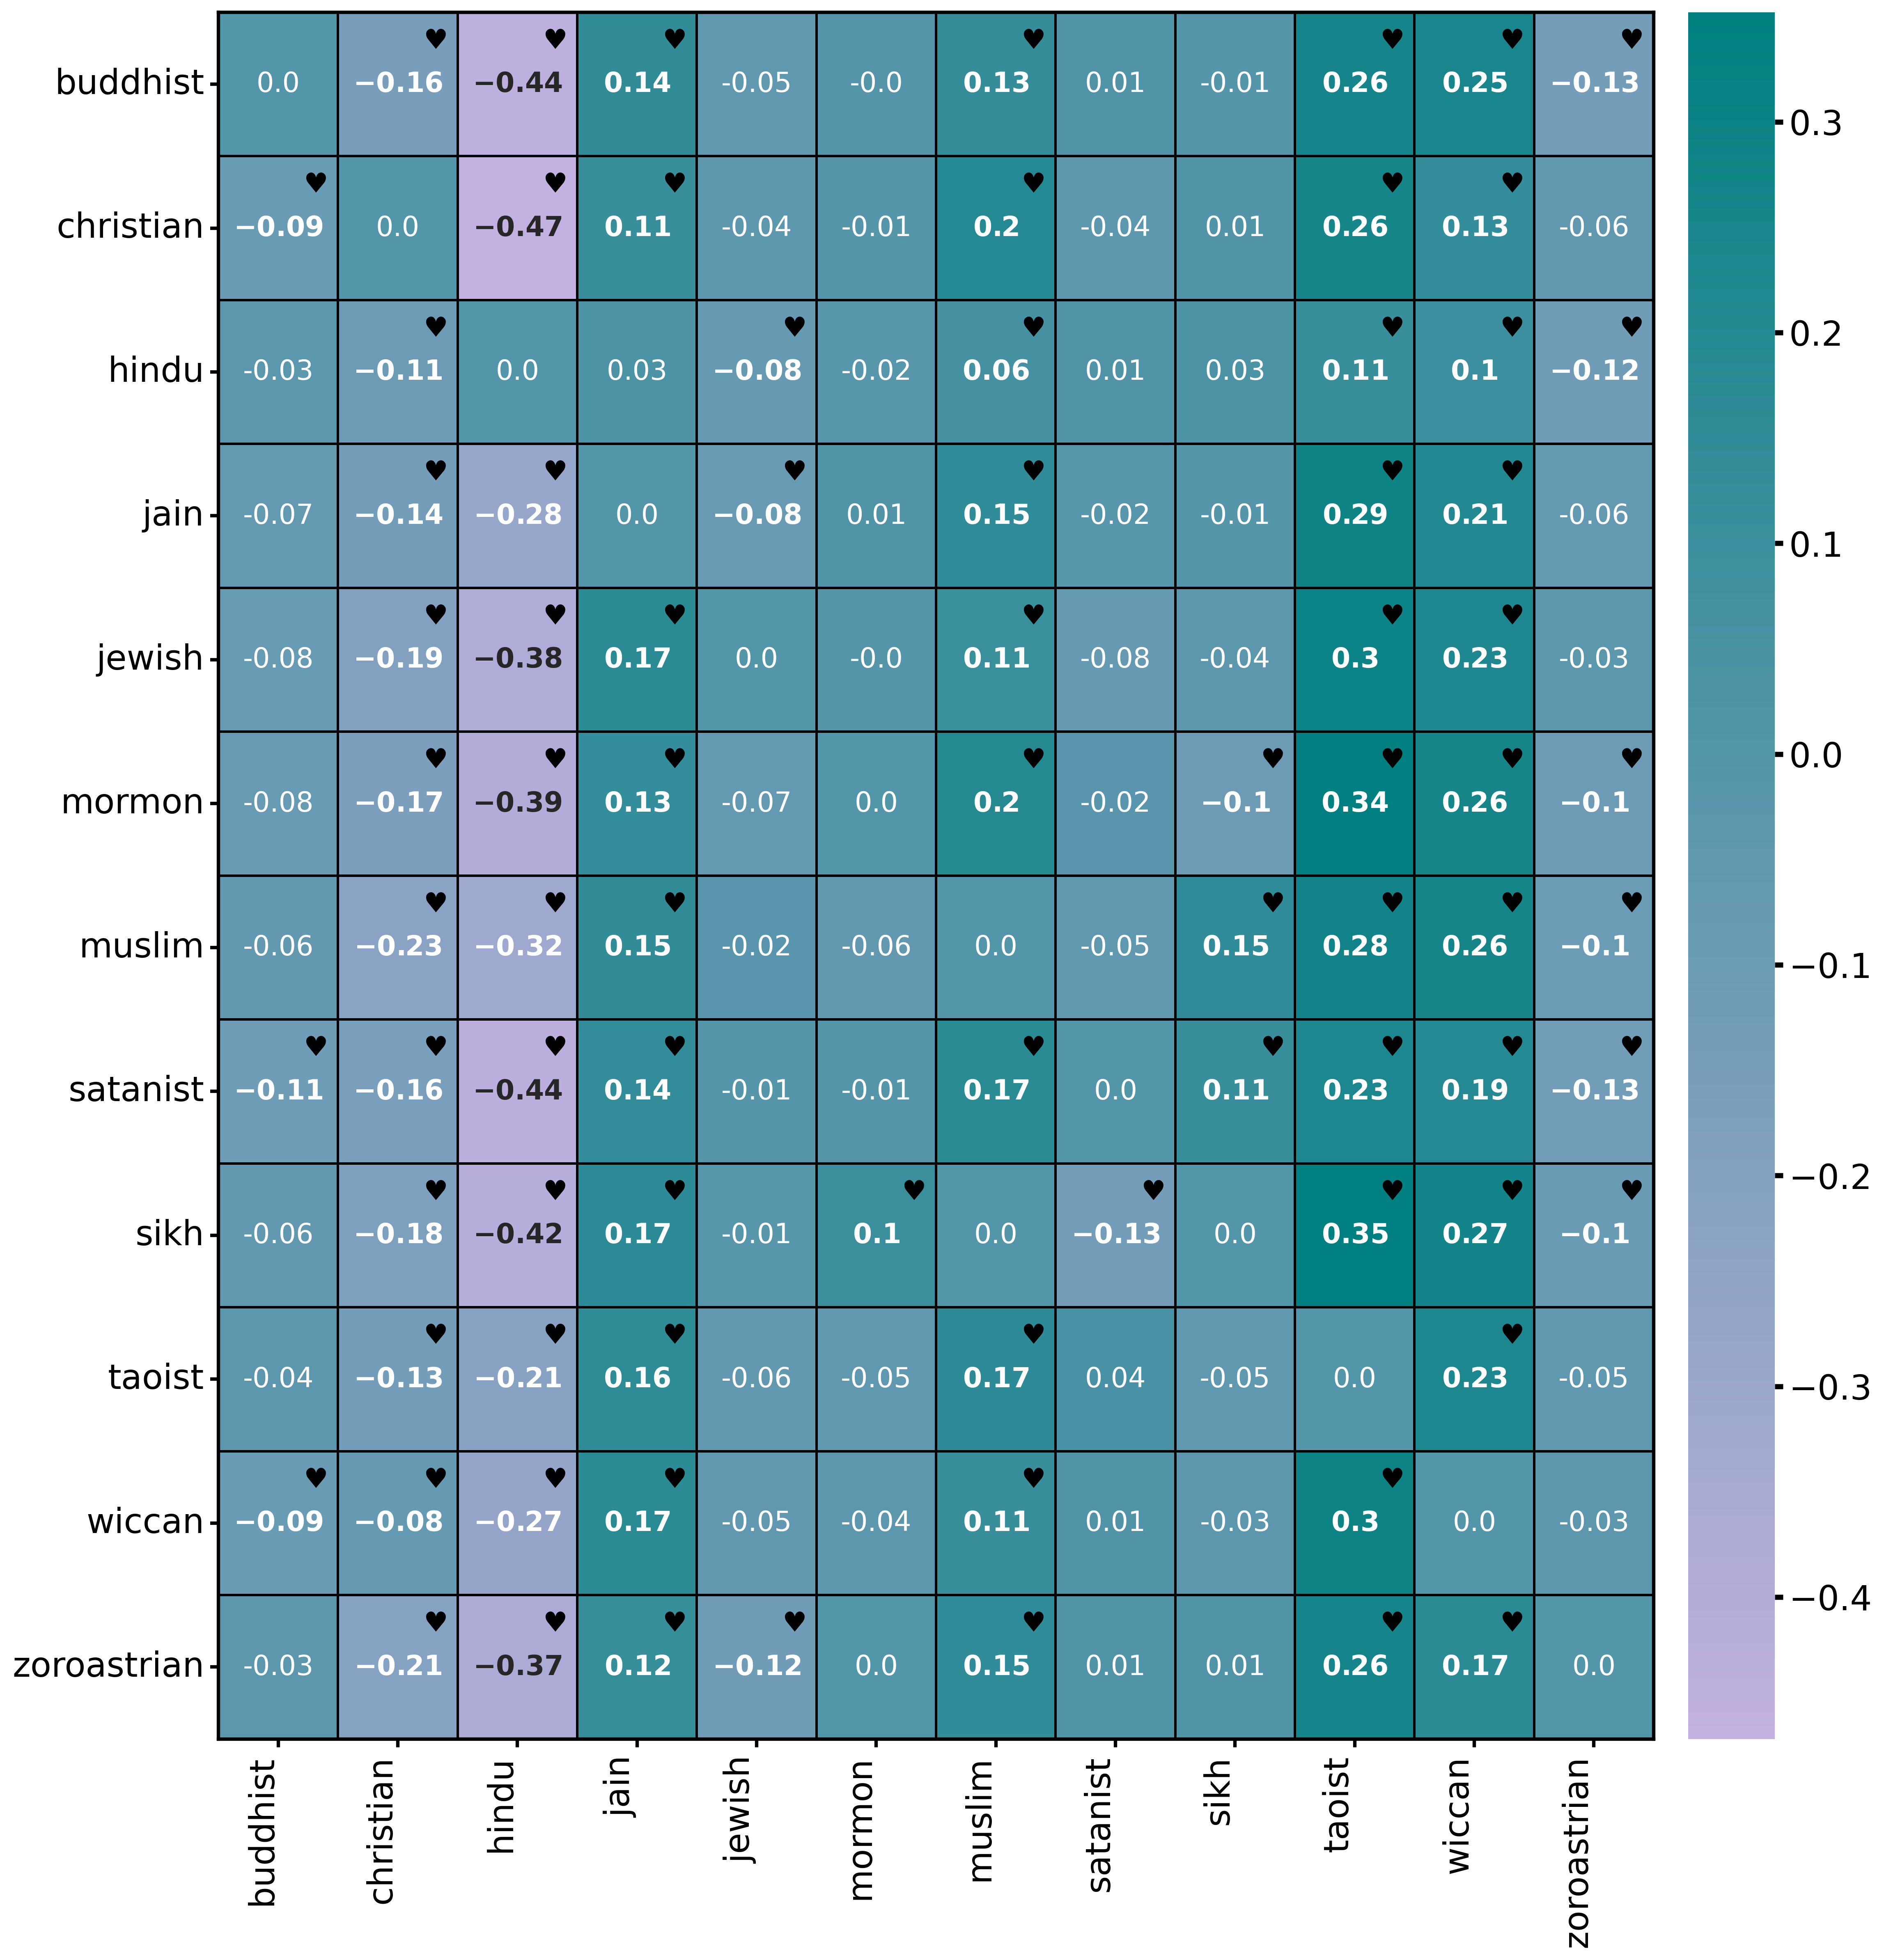 buddhist 0.0 −0.16 −0.44 0.14 -0.05 -0.0 0.13 0.01 -0.01 0.26 0.25 −0.13
christian −0.09 0.0 −0.47 0.11 -0.04 -0.01 0.2 -0.04 0.01 0.26 0.13 -0.06
hindu -0.03 −0.11 0.0 0.03 −0.08 -0.02 0.06 0.01 0.03 0.11 0.1 −0.12
jain -0.07 −0.14 −0.28 0.0 −0.08 0.01 0.15 -0.02 -0.01 0.29 0.21 -0.06
jewish -0.08 −0.19 −0.38 0.17 0.0 -0.0 0.11 -0.08 -0.04 0.3 0.23 -0.03
mormon -0.08 −0.17 −0.39 0.13 -0.07 0.0 0.2 -0.02 −0.1 0.34 0.26 −0.1
muslim -0.06 −0.23 −0.32 0.15 -0.02 -0.06 0.0 -0.05 0.15 0.28 0.26 −0.1
satanist −0.11 −0.16 −0.44 0.14 -0.01 -0.01 0.17 0.0 0.11 0.23 0.19 −0.13
sikh -0.06 −0.18 −0.42 0.17 -0.01 0.1 0.0 −0.13 0.0 0.35 0.27 −0.1
taoist -0.04 −0.13 −0.21 0.16 -0.06 -0.05 0.17 0.04 -0.05 0.0 0.23 -0.05
wiccan −0.09 −0.08 −0.27 0.17 -0.05 -0.04 0.11 0.01 -0.03 0.3 0.0 -0.03
zoroastrian -0.03 −0.21 −0.37 0.12 −0.12 0.0 0.15 0.01 0.01 0.26 0.17 0.0
buddhist christian hindu jain jewish mormon muslim satanist sikh taoist wiccan zoroastrian
0.3
0.2
0.1
0.0
−0.1
−0.2
−0.3
−0.4